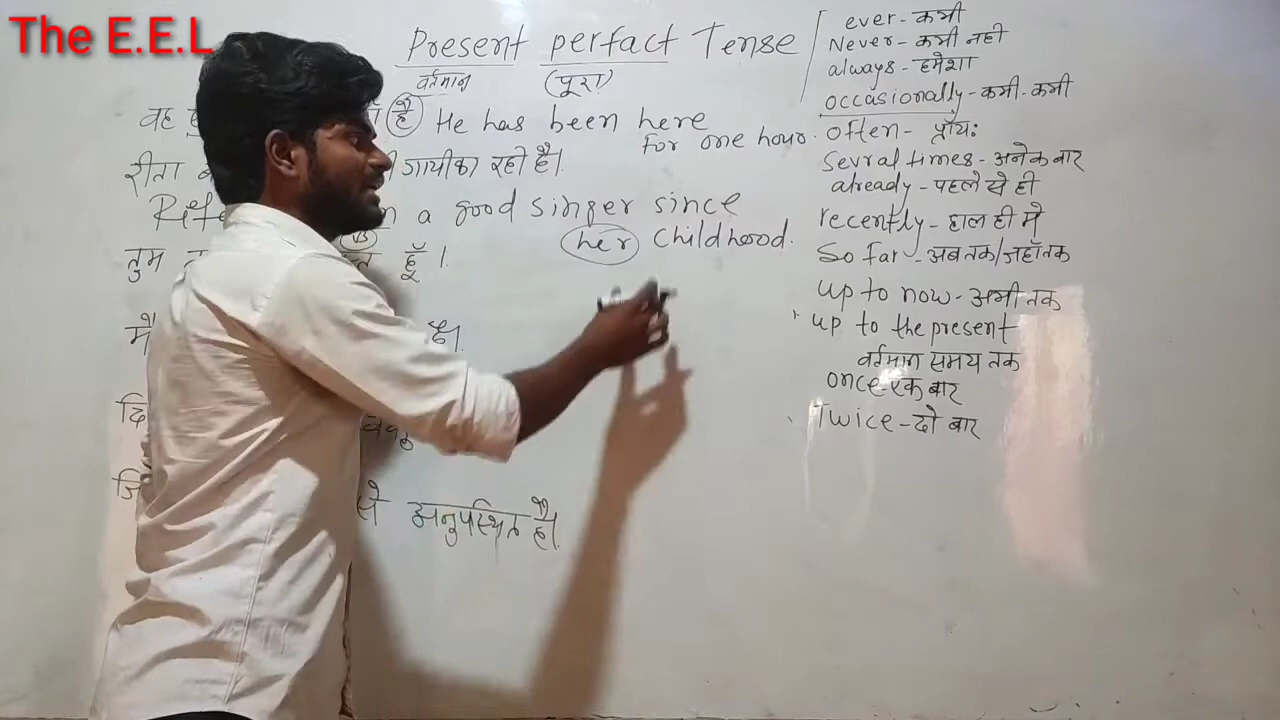 The E.E.L
Present perfact Tense
वर्तमान (पूरा)
वह है He has been here
for one hour.
रीता गायीका रही है।
a good singer since
her childhood.
तुम हूँ।
मैं
दि
से अनुपस्थित है।
ever - कभी
Never - कभी नही
always - हमेशा
occasionally - कभी-कभी
often - प्रॉयः
Sevral times - अनेक बार
already - पहले से ही
recently - हाल ही मे
So far - अब तक/जहाँ तक
up to now - अभी तक
up to the present
वर्तमान समय तक
once - एक बार
Twice - दो बार